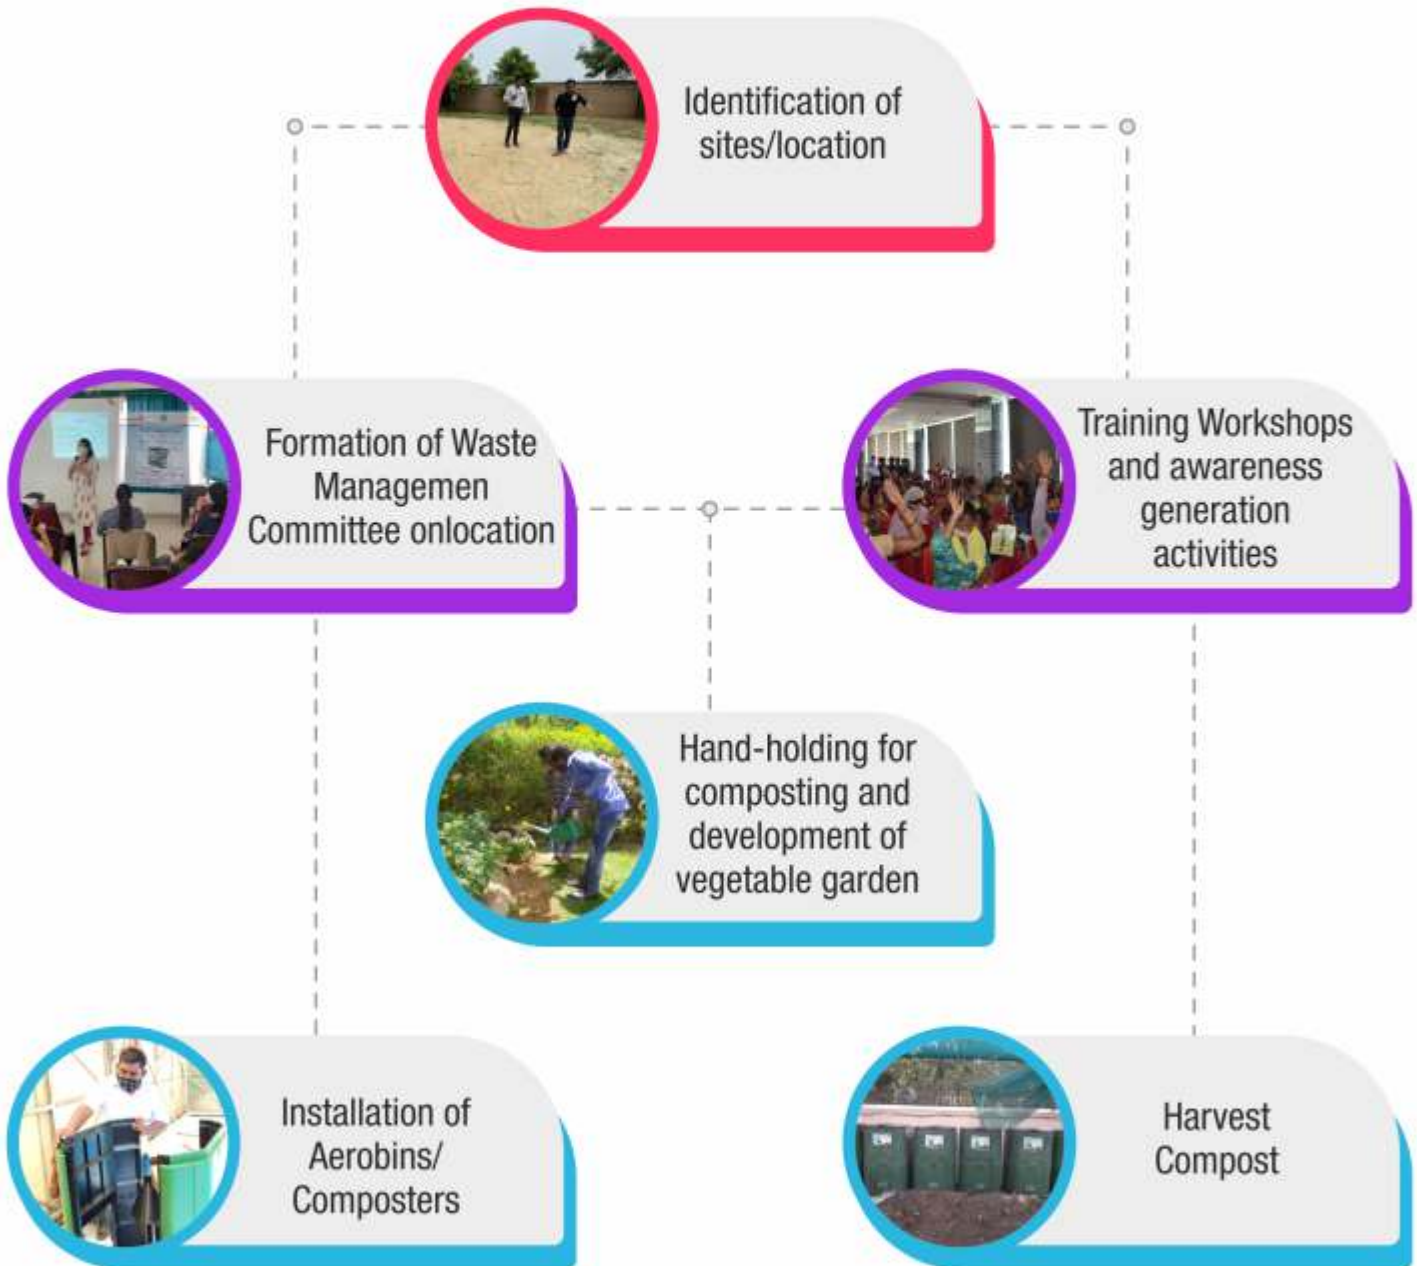 Identification of
sites/location
Formation of Waste
Managemen
Committee onlocation
Training Workshops
and awareness
generation
activities
Hand-holding for
composting and
development of
vegetable garden
Installation of
Aerobins/
Composters
Harvest
Compost